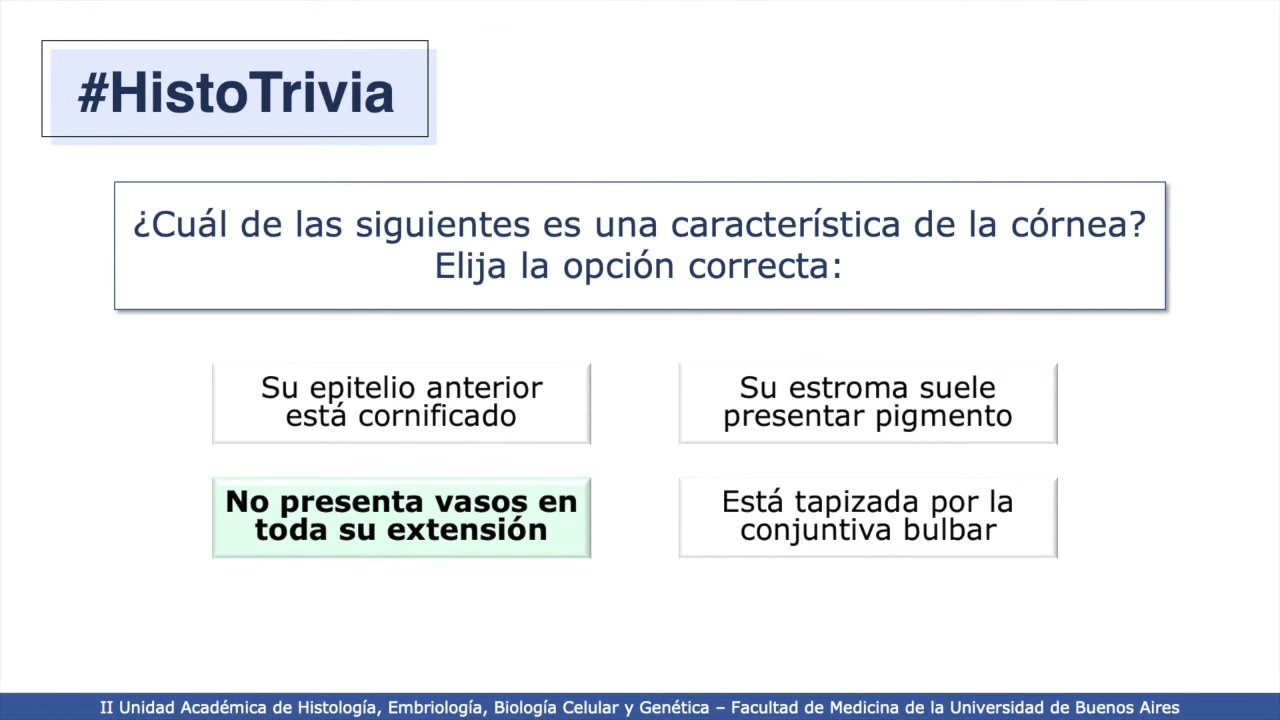 #HistoTrivia
¿Cuál de las siguientes es una característica de la córnea?
Elija la opción correcta:
Su epitelio anterior
está cornificado
Su estroma suele
presentar pigmento
No presenta vasos en
toda su extensión
Está tapizada por la
conjuntiva bulbar
II Unidad Académica de Histología, Embriología, Biología Celular y Genética – Facultad de Medicina de la Universidad de Buenos Aires